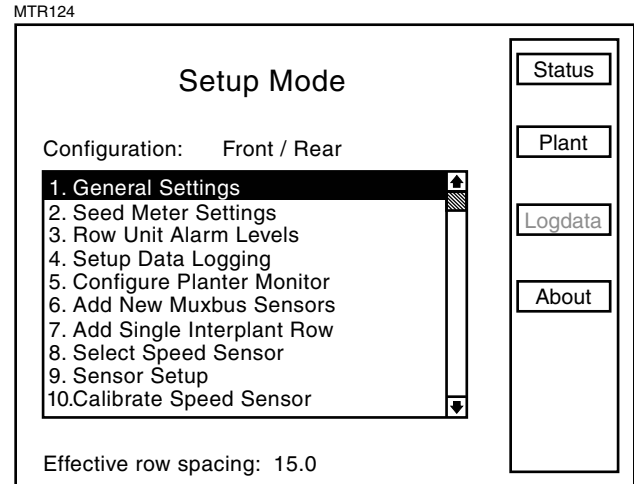 MTR124
Setup Mode
Configuration: Front / Rear
1. General Settings
2. Seed Meter Settings
3. Row Unit Alarm Levels
4. Setup Data Logging
5. Configure Planter Monitor
6. Add New Muxbus Sensors
7. Add Single Interplant Row
8. Select Speed Sensor
9. Sensor Setup
10.Calibrate Speed Sensor
Effective row spacing: 15.0
Status
Plant
Logdata
About